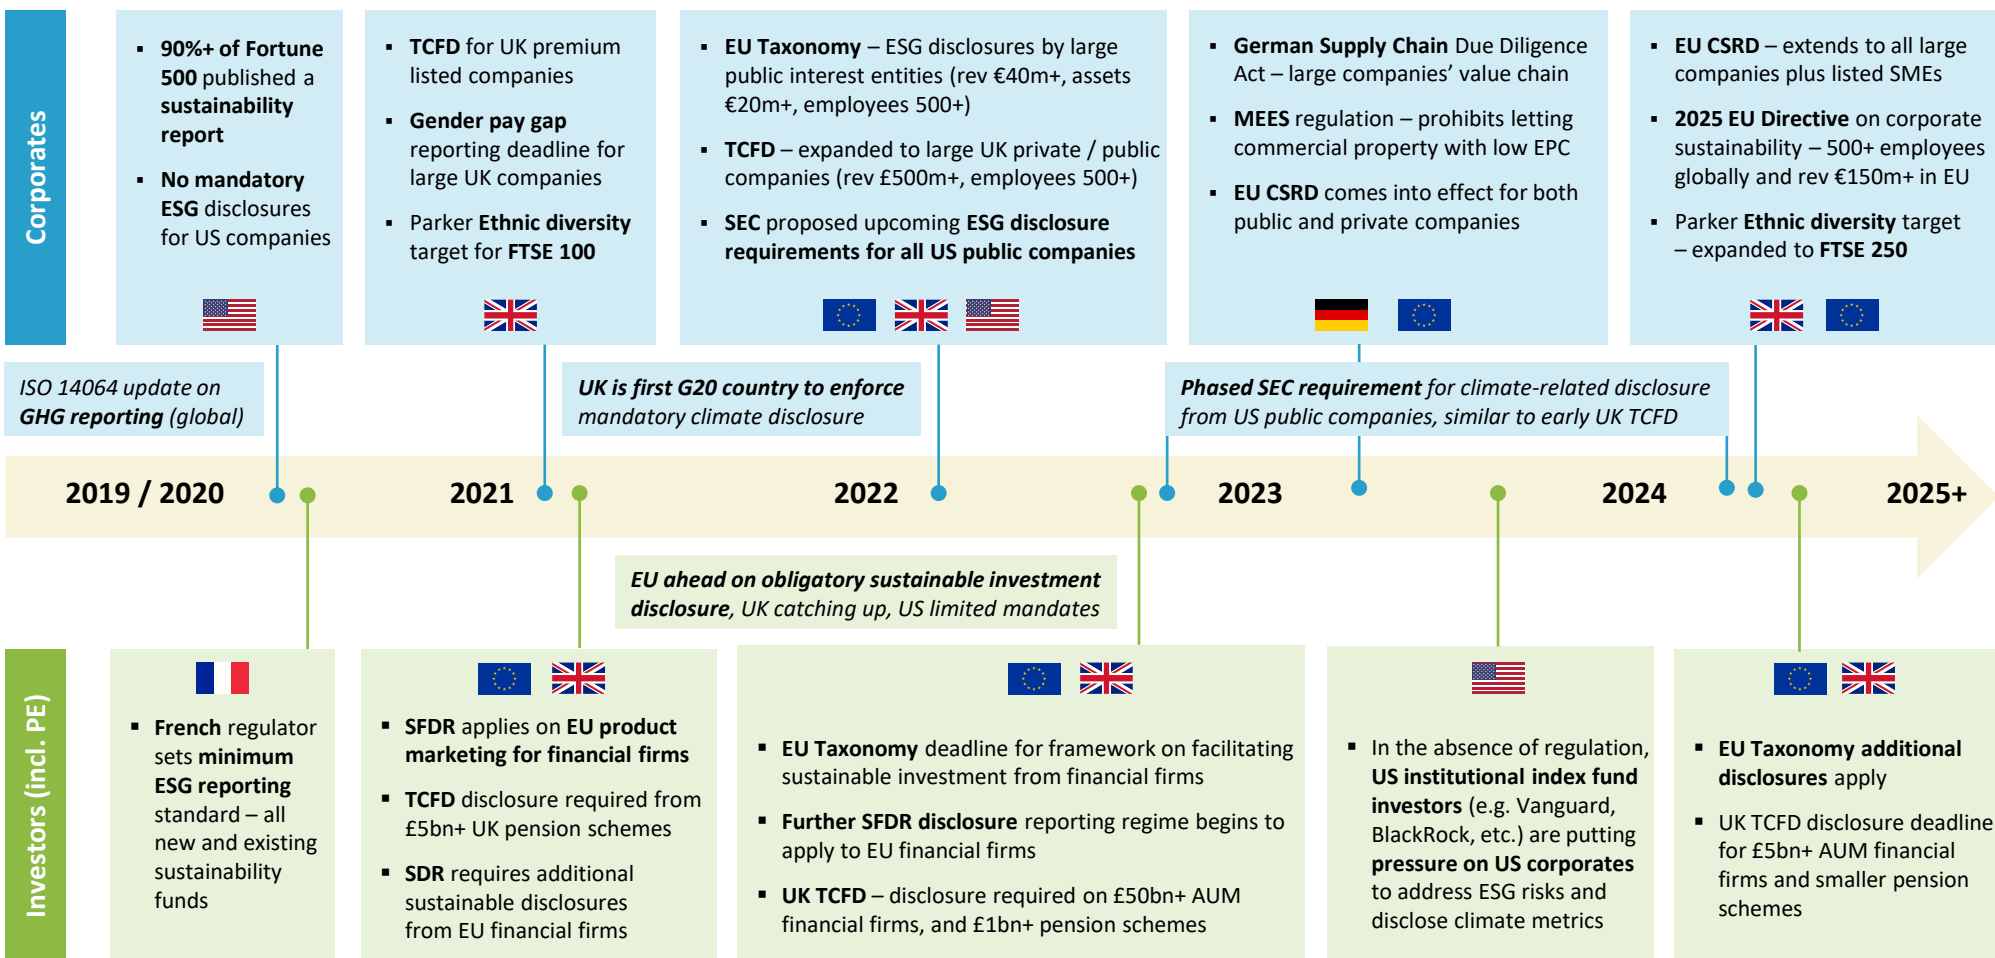 Corporates
▪ 90%+ of Fortune
500 published a
sustainability
report
▪ No mandatory
ESG disclosures
for US companies
▪ TCFD for UK premium
listed companies
▪ Gender pay gap
reporting deadline for
large UK companies
▪ Parker Ethnic diversity
target for FTSE 100
▪ EU Taxonomy – ESG disclosures by large
public interest entities (rev €40m+, assets
€20m+, employees 500+)
▪ TCFD – expanded to large UK private / public
companies (rev £500m+, employees 500+)
▪ SEC proposed upcoming ESG disclosure
requirements for all US public companies
▪ German Supply Chain Due Diligence
Act – large companies’ value chain
▪ MEES regulation – prohibits letting
commercial property with low EPC
▪ EU CSRD comes into effect for both
public and private companies
▪ EU CSRD – extends to all large
companies plus listed SMEs
▪ 2025 EU Directive on corporate
sustainability – 500+ employees
globally and rev €150m+ in EU
▪ Parker Ethnic diversity target
– expanded to FTSE 250
ISO 14064 update on
GHG reporting (global)
UK is first G20 country to enforce
mandatory climate disclosure
Phased SEC requirement for climate-related disclosure
from US public companies, similar to early UK TCFD
2019 / 2020
2021
2022
2023
2024
2025+
EU ahead on obligatory sustainable investment
disclosure, UK catching up, US limited mandates
Investors (incl. PE)
▪ French regulator
sets minimum
ESG reporting
standard – all
new and existing
sustainability
funds
▪ SFDR applies on EU product
marketing for financial firms
▪ TCFD disclosure required from
£5bn+ UK pension schemes
▪ SDR requires additional
sustainable disclosures
from EU financial firms
▪ EU Taxonomy deadline for framework on facilitating
sustainable investment from financial firms
▪ Further SFDR disclosure reporting regime begins to
apply to EU financial firms
▪ UK TCFD – disclosure required on £50bn+ AUM
financial firms, and £1bn+ pension schemes
▪ In the absence of regulation,
US institutional index fund
investors (e.g. Vanguard,
BlackRock, etc.) are putting
pressure on US corporates
to address ESG risks and
disclose climate metrics
▪ EU Taxonomy additional
disclosures apply
▪ UK TCFD disclosure deadline
for £5bn+ AUM financial
firms and smaller pension
schemes